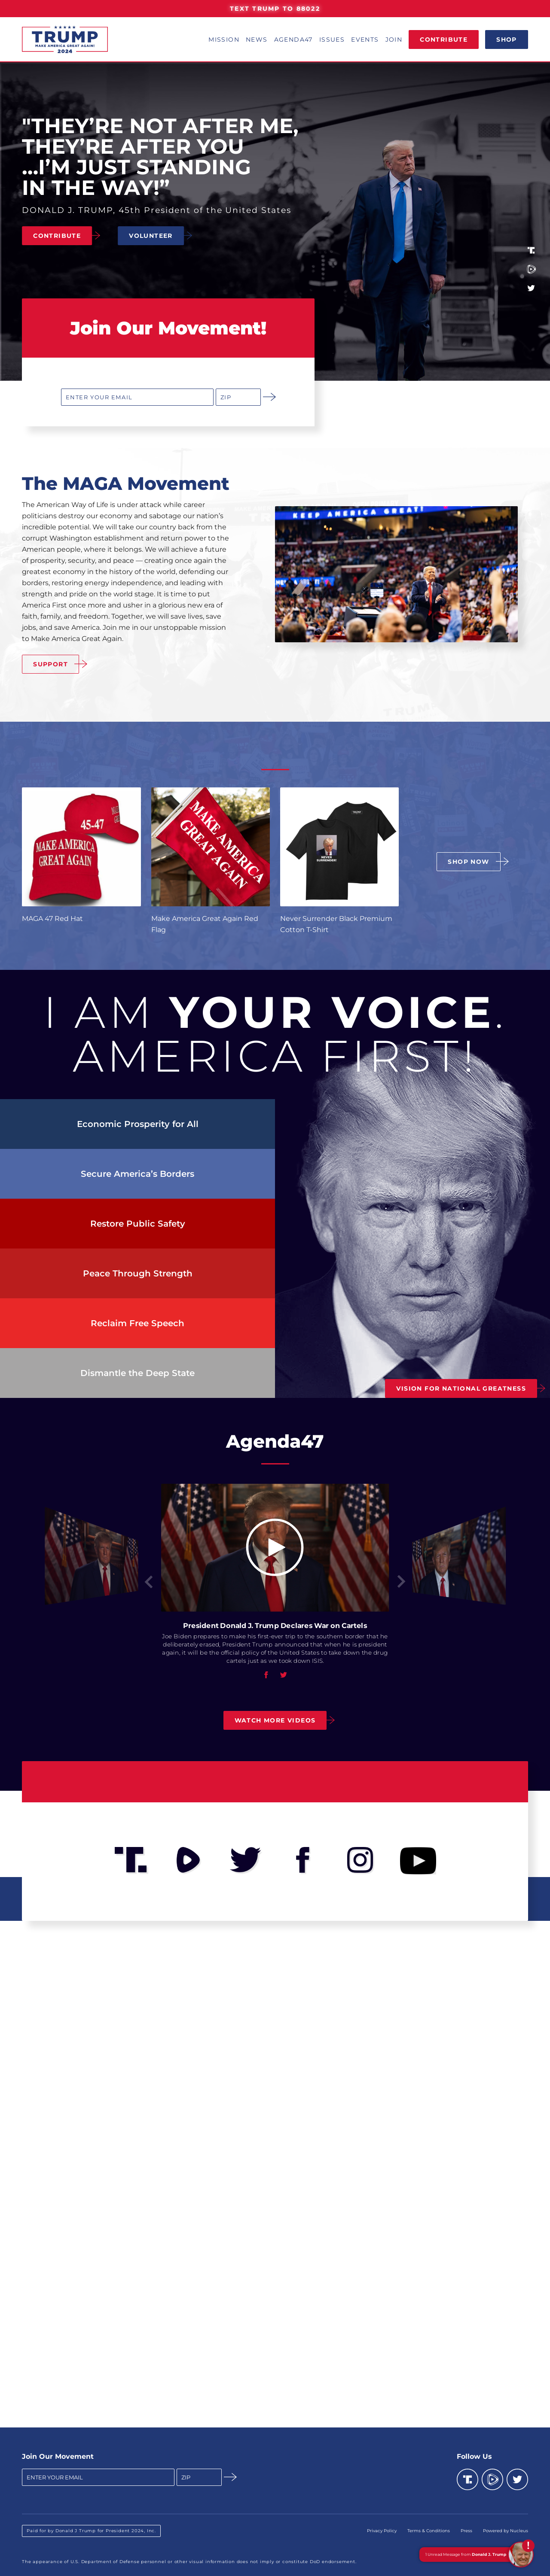 TEXT TRUMP TO 88022
TRUMP
MAKE AMERICA GREAT AGAIN!
2024
MISSION NEWS AGENDA47 ISSUES EVENTS JOIN CONTRIBUTE SHOP
"THEY'RE NOT AFTER ME,
THEY'RE AFTER YOU
...I'M JUST STANDING
IN THE WAY!”
DONALD J. TRUMP, 45th President of the United States
CONTRIBUTE VOLUNTEER
Join Our Movement!
ENTER YOUR EMAIL ZIP
The MAGA Movement
The American Way of Life is under attack while career
politicians destroy our economy and sabotage our nation's
incredible potential. We will take our country back from the
corrupt Washington establishment and return power to the
American people, where it belongs. We will achieve a future
of prosperity, security, and peace — creating once again the
greatest economy in the history of the world, defending our
borders, restoring energy independence, and leading with
strength and pride on the world stage. It is time to put
America First once more and usher in a glorious new era of
faith, family, and freedom. Together, we will save lives, save
jobs, and save America. Join me in our unstoppable mission
to Make America Great Again.
KEEP AMERICA GREAT!
SUPPORT
45-47
MAKE AMERICA
GREAT AGAIN
MAKE AMERICA
GREAT AGAIN
NEVER
SURRENDER!
SHOP NOW
MAGA 47 Red Hat
Make America Great Again Red
Flag
Never Surrender Black Premium
Cotton T-Shirt
I AM YOUR VOICE.
AMERICA FIRST!
Economic Prosperity for All
Secure America's Borders
Restore Public Safety
Peace Through Strength
Reclaim Free Speech
Dismantle the Deep State
VISION FOR NATIONAL GREATNESS
Agenda47
President Donald J. Trump Declares War on Cartels
Joe Biden prepares to make his first-ever trip to the southern border that he
deliberately erased, President Trump announced that when he is president
again, it will be the official policy of the United States to take down the drug
cartels just as we took down ISIS.
WATCH MORE VIDEOS
Join Our Movement
ENTER YOUR EMAIL ZIP
Follow Us
Paid for by Donald J Trump for President 2024, Inc.
Privacy Policy Terms & Conditions Press Powered by Nucleus
1 Unread Message from Donald J. Trump
The appearance of U.S. Department of Defense personnel or other visual information does not imply or constitute DoD endorsement.